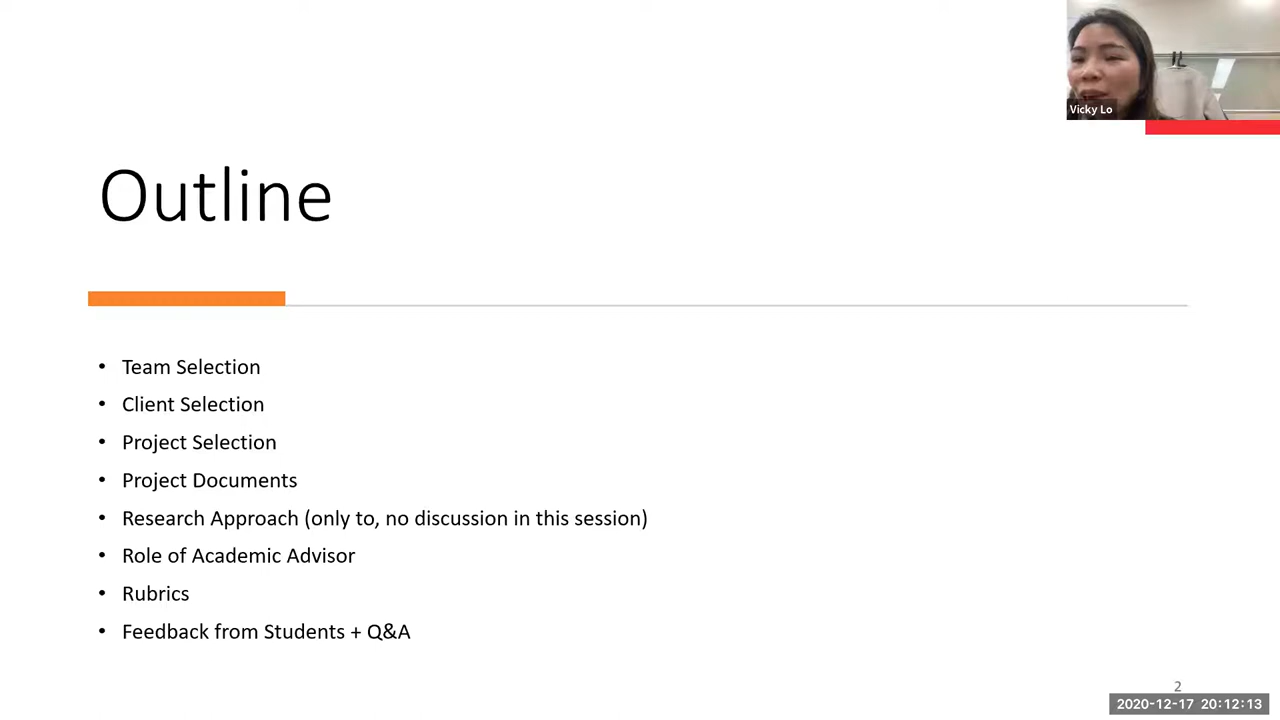 Vicky Lo
Outline
• Team Selection
• Client Selection
• Project Selection
• Project Documents
• Research Approach (only to, no discussion in this session)
• Role of Academic Advisor
• Rubrics
• Feedback from Students + Q&A
2
2020-12-17 20:12:13